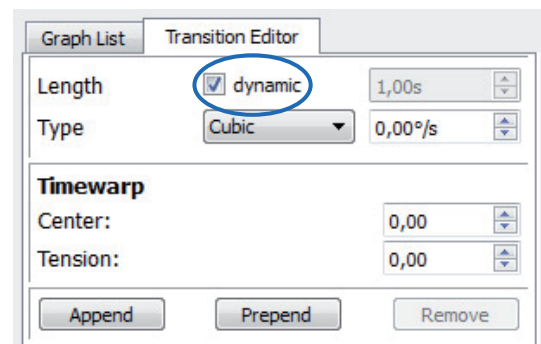 Graph List Transition Editor
Length dynamic 1,00s
Type Cubic 0,00°/s
Timewarp
Center: 0,00
Tension: 0,00
Append Prepend Remove